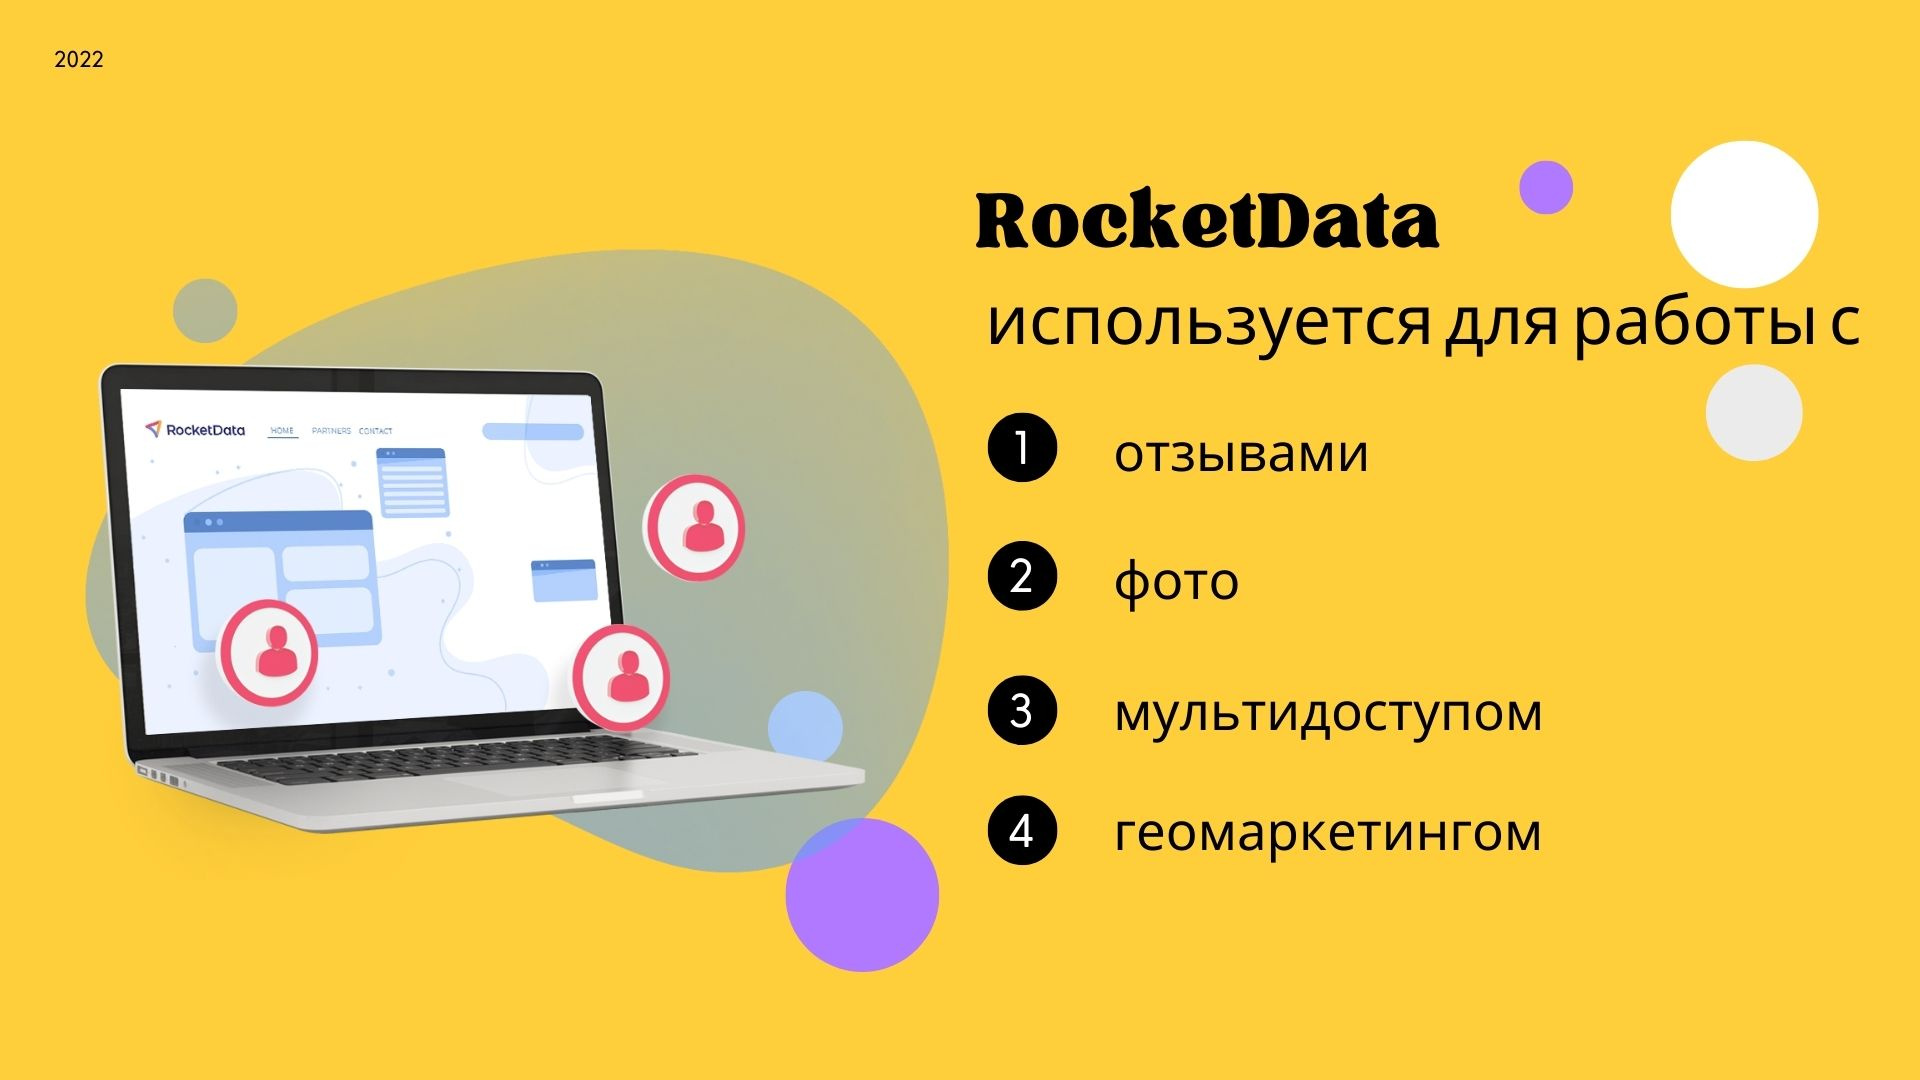 2022
RocketData
используется для работы с
RocketData HOME PARTNERS CONTACT
1 отзывами
2 фото
3 мультидоступом
4 геомаркетингом